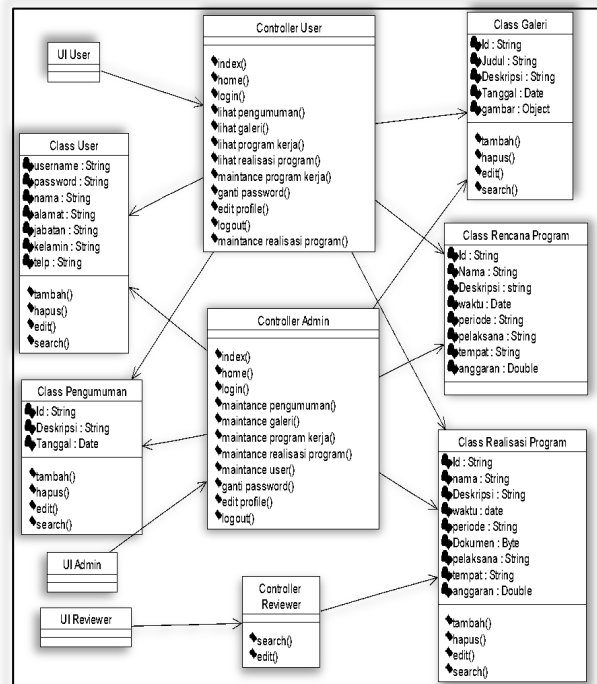 UI User
Controller User
index()
home()
login()
lihat pengumuman()
lihat galeri()
lihat program kerja()
lihat realisasi program()
maintance program kerja()
ganti password()
edit profile()
logout()
maintance realisasi program()
Class Galeri
Id : String
Judul : String
Deskripsi : String
Tanggal : Date
gambar : Object
tambah()
hapus()
edit()
search()
Class User
username : String
password : String
nama : String
alamat : String
jabatan : String
kelamin : String
telp : String
tambah()
hapus()
edit()
search()
Class Rencana Program
Id : String
Nama : String
Deskripsi : string
waktu : Date
periode : String
pelaksana : String
tempat : String
anggaran : Double
Controller Admin
index()
home()
login()
maintance pengumuman()
maintance galeri()
maintance program kerja()
maintance realisasi program()
maintance user()
ganti password()
edit profile()
logout()
Class Pengumuman
Id : String
Deskripsi : String
Tanggal : Date
tambah()
hapus()
edit()
search()
Class Realisasi Program
Id : String
nama : String
Deskripsi : String
waktu : date
periode : String
Dokumen : Byte
pelaksana : String
tempat : String
anggaran : Double
tambah()
hapus()
edit()
search()
UI Admin
UI Reviewer
Controller
Reviewer
search()
edit()